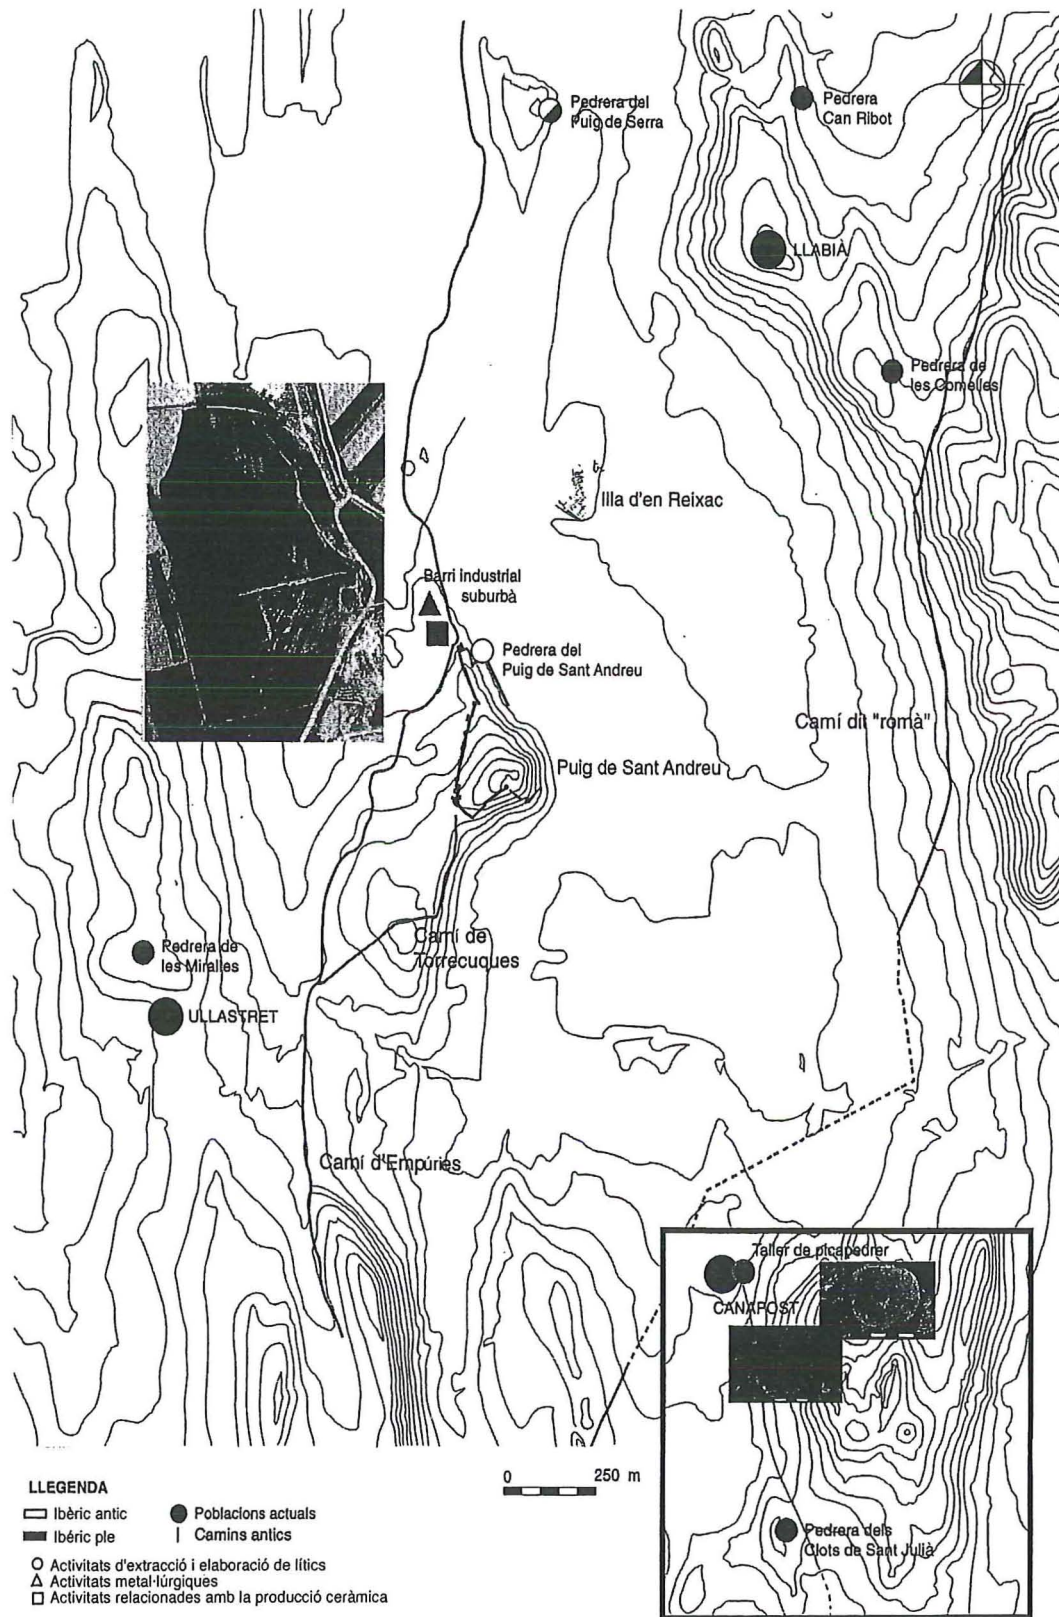 Pedrera del
Puig de Serra
Pedrera
Can Ribot
LLABIÀ
Pedrera de
les Comelles
Illa d'en Reixac
Barri industrial
suburbà
Pedrera del
Puig de Sant Andreu
Camí dit "romà"
Puig de Sant Andreu
Camí de
Torrecuques
Pedrera de
les Miralles
ULLASTRET
Camí d'Empúries
Taller de picapedrer
CANAPOST
Pedrera dels
Clots de Sant Julià
0 250 m
LLEGENDA
Ibèric antic
Ibéric ple
Poblacions actuals
Camins antics
Activitats d'extracció i elaboració de lítics
Activitats metal·lúrgiques
Activitats relacionades amb la producció ceràmica